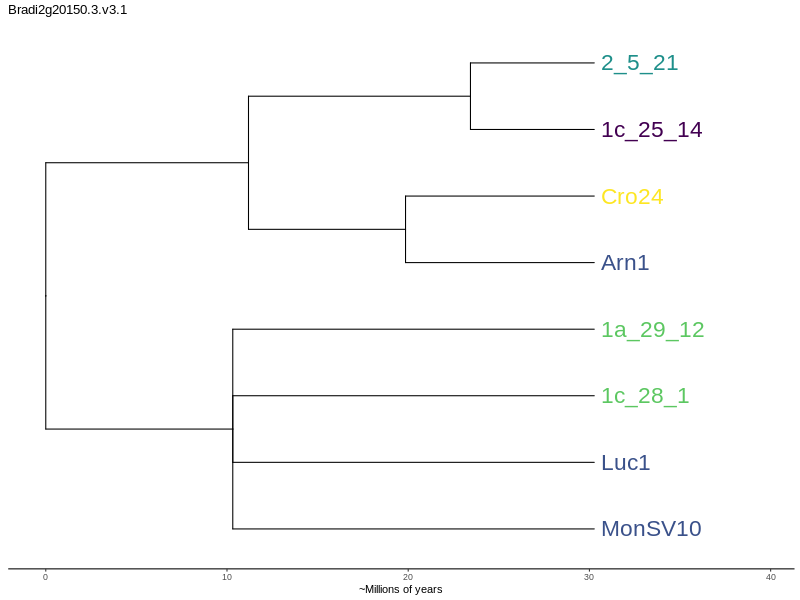 Bradi2g20150.3.v3.1
2_5_21
1c_25_14
Cro24
Arn1
1a_29_12
1c_28_1
Luc1
MonSV10
0 10 20 30 40
~Millions of years